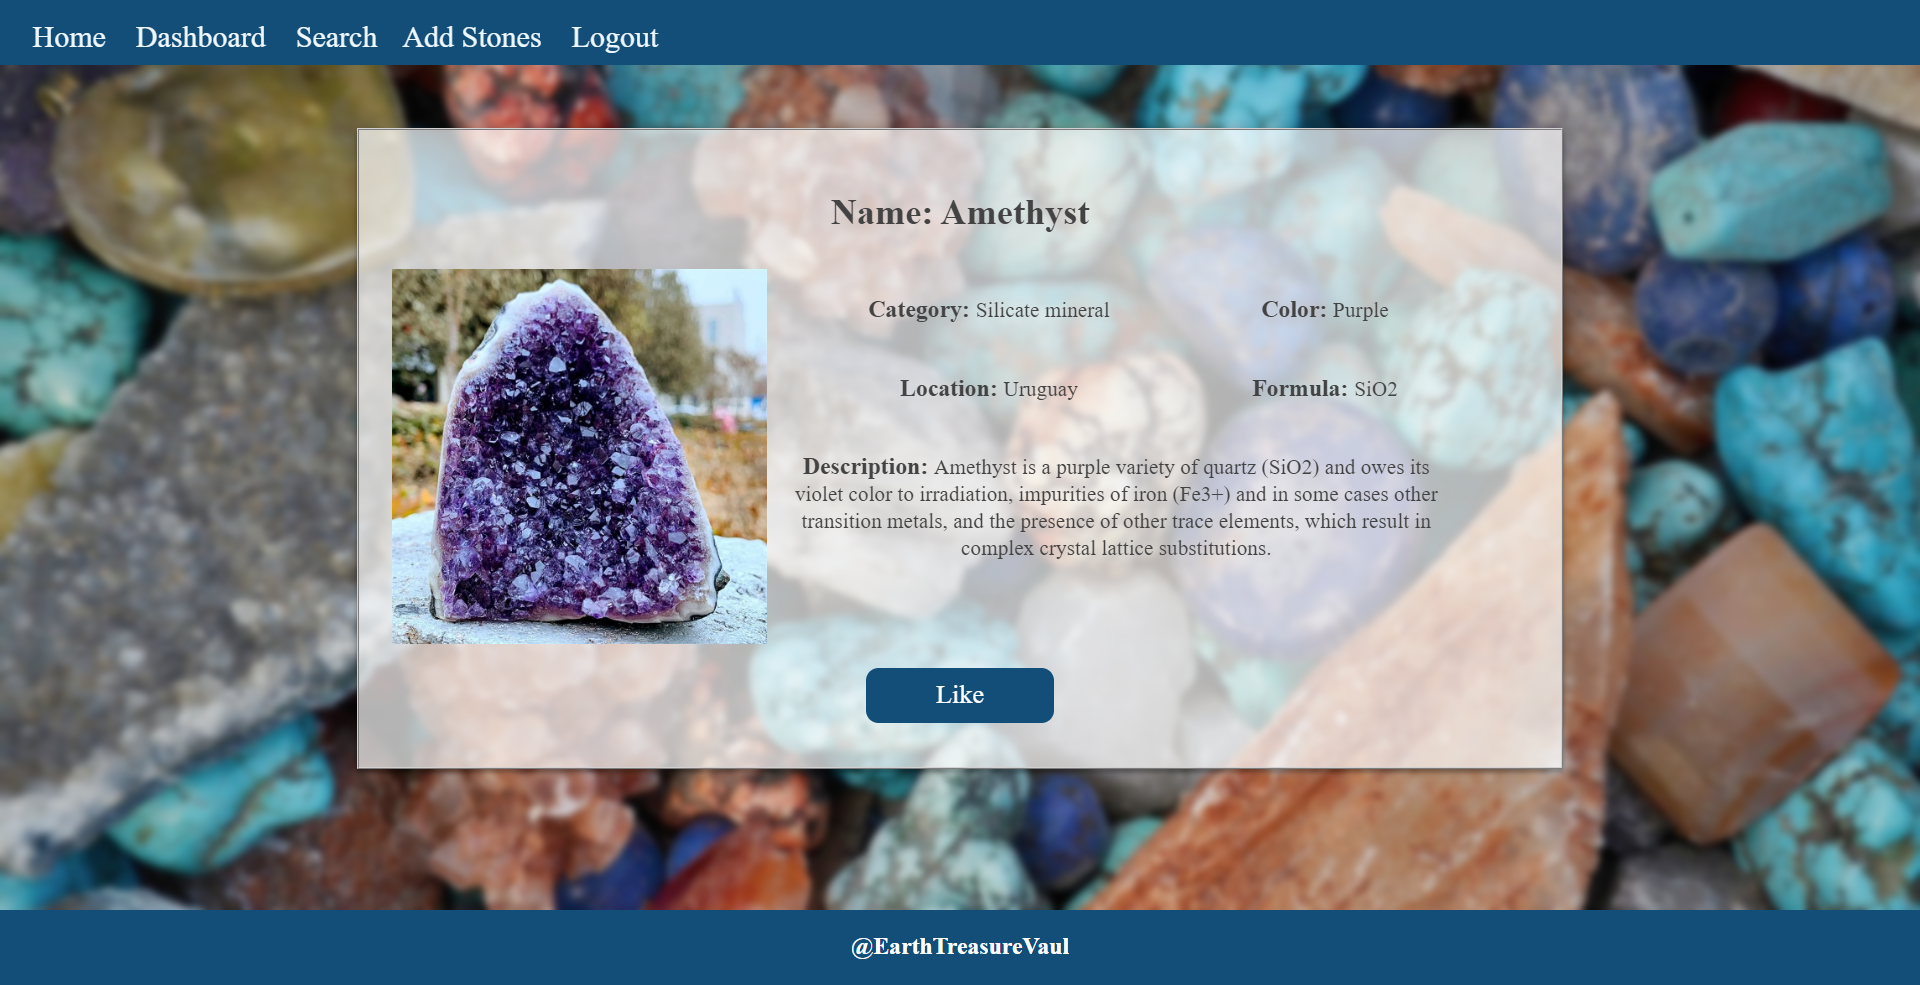 Home Dashboard Search Add Stones Logout
Name: Amethyst
Category: Silicate mineral Color: Purple
Location: Uruguay Formula: SiO2
Description: Amethyst is a purple variety of quartz (SiO2) and owes its
violet color to irradiation, impurities of iron (Fe3+) and in some cases other
transition metals, and the presence of other trace elements, which result in
complex crystal lattice substitutions.
Like
@EarthTreasureVaul